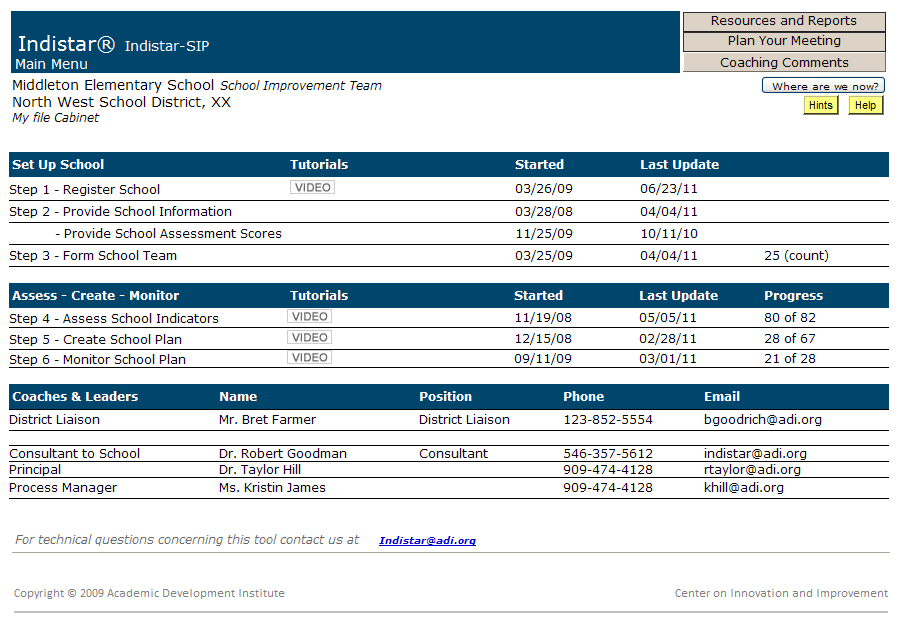 Indistar® Indistar-SIP
Main Menu
Resources and Reports
Plan Your Meeting
Coaching Comments
Middleton Elementary School School Improvement Team
North West School District, XX
My file Cabinet
Where are we now?
Hints Help
Set Up School Tutorials Started Last Update
Step 1 - Register School VIDEO 03/26/09 06/23/11
Step 2 - Provide School Information 03/28/08 04/04/11
- Provide School Assessment Scores 11/25/09 10/11/10
Step 3 - Form School Team 03/25/09 04/04/11 25 (count)
Assess - Create - Monitor Tutorials Started Last Update Progress
Step 4 - Assess School Indicators VIDEO 11/19/08 05/05/11 80 of 82
Step 5 - Create School Plan VIDEO 12/15/08 02/28/11 28 of 67
Step 6 - Monitor School Plan VIDEO 09/11/09 03/01/11 21 of 28
Coaches & Leaders Name Position Phone Email
District Liaison Mr. Bret Farmer District Liaison 123-852-5554 bgoodrich@adi.org
Consultant to School Dr. Robert Goodman Consultant 546-357-5612 indistar@adi.org
Principal Dr. Taylor Hill 909-474-4128 rtaylor@adi.org
Process Manager Ms. Kristin James 909-474-4128 khill@adi.org
For technical questions concerning this tool contact us at Indistar@adi.org
Copyright © 2009 Academic Development Institute Center on Innovation and Improvement